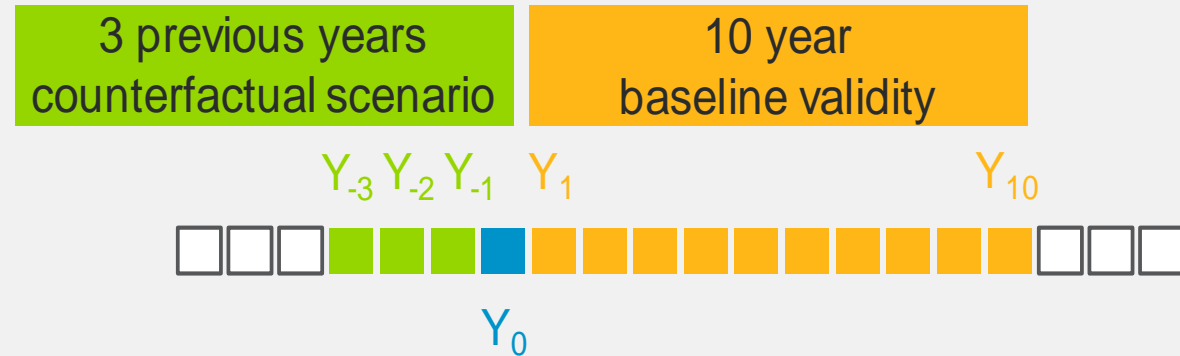 3 previous years
counterfactual scenario
10 year
baseline validity
Y-3 Y-2 Y-1 Y1 Y10
Y0